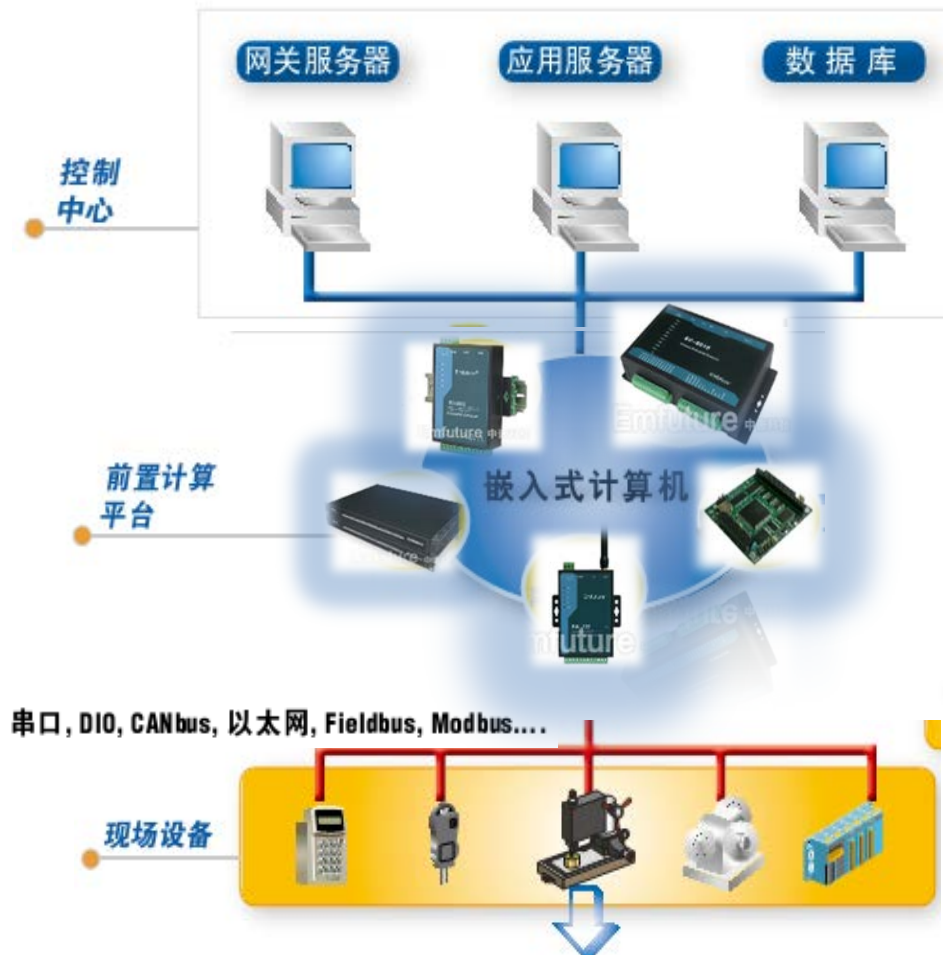 网关服务器
应用服务器
数据库
控制
中心
Emfuture
Emfuture
前置计算
平台
嵌入式计算机
串口, DIO, CANbus, 以太网, Fieldbus, Modbus....
现场设备